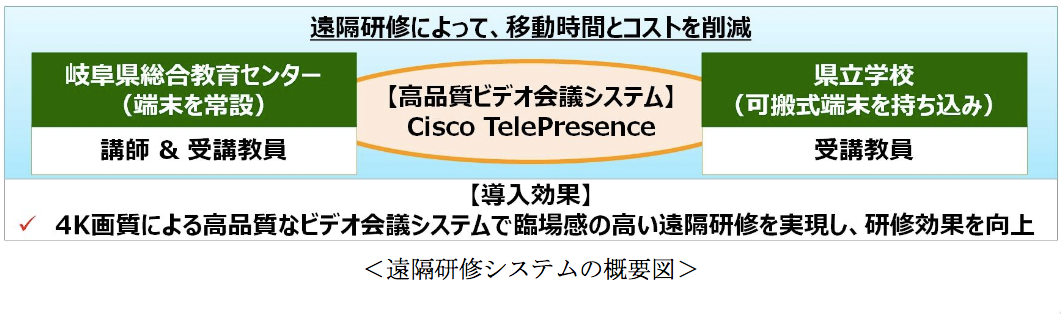 遠隔研修によって、移動時間とコストを削減
岐阜県総合教育センター
（端末を常設）
講師 & 受講教員
【高品質ビデオ会議システム】
Cisco TelePresence
県立学校
（可搬式端末を持ち込み）
受講教員
【導入効果】
✓ 4K画質による高品質なビデオ会議システムで臨場感の高い遠隔研修を実現し、研修効果を向上
＜遠隔研修システムの概要図＞